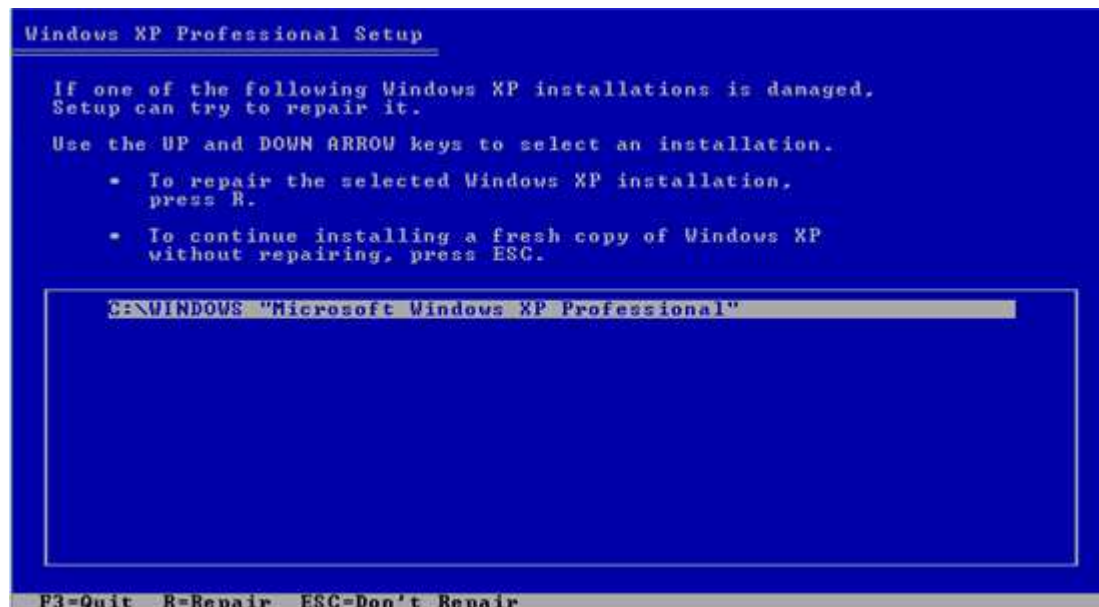 Windows XP Professional Setup
If one of the following Windows XP installations is damaged,
Setup can try to repair it.
Use the UP and DOWN ARROW keys to select an installation.
• To repair the selected Windows XP installation,
press R.
• To continue installing a fresh copy of Windows XP
without repairing, press ESC.
C:\WINDOWS "Microsoft Windows XP Professional"
F3=Quit R=Repair ESC=Don't Repair